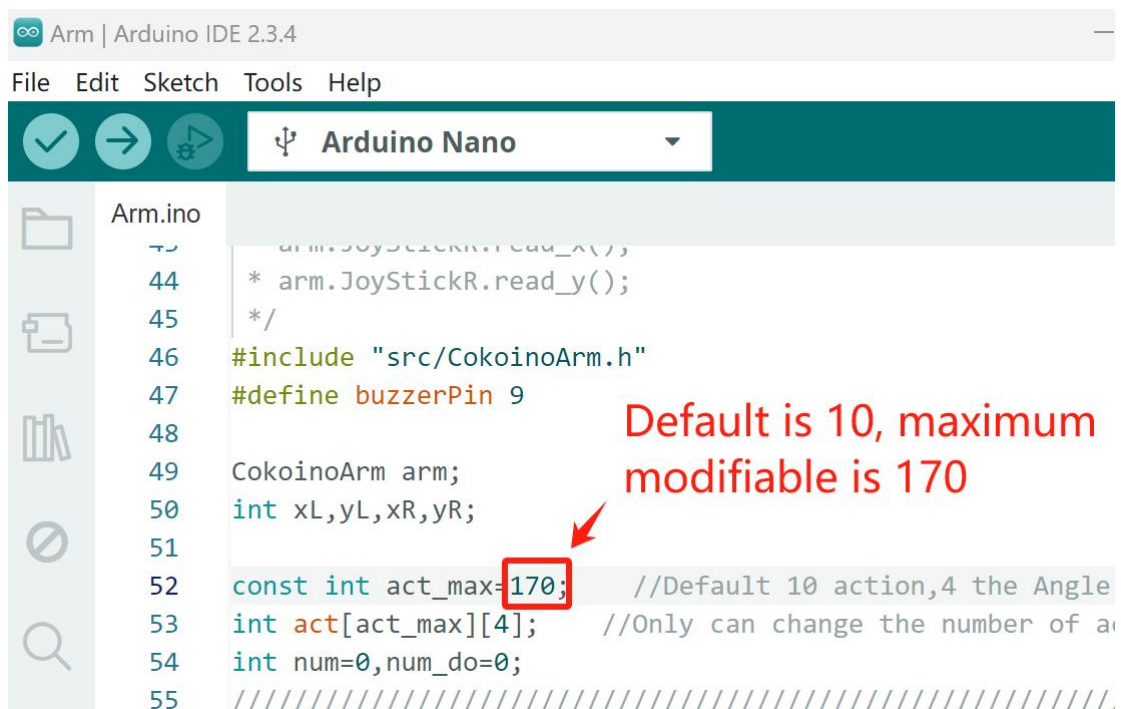 Arm | Arduino IDE 2.3.4
File Edit Sketch Tools Help
Arduino Nano
Arm.ino
44 * arm.JoyStickR.read_y();
45 */
46 #include "src/CokoinoArm.h"
47 #define buzzerPin 9
48
Default is 10, maximum
modifiable is 170
49 CokoinoArm arm;
50 int xL,yL,xR,yR;
51
52 const int act_max=170; //Default 10 action,4 the Angle
53 int act[act_max][4]; //Only can change the number of
54 int num=0,num_do=0;
55 /////////////////////////////////////////////////////////